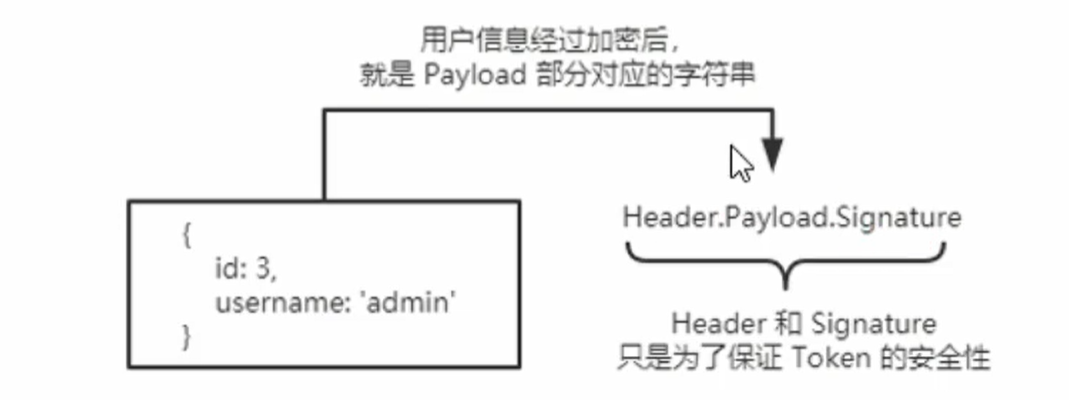 用户信息经过加密后，
就是 Payload 部分对应的字符串
{
id: 3,
username: 'admin'
}
Header.Payload.Signature
Header 和 Signature
只是为了保证 Token 的安全性